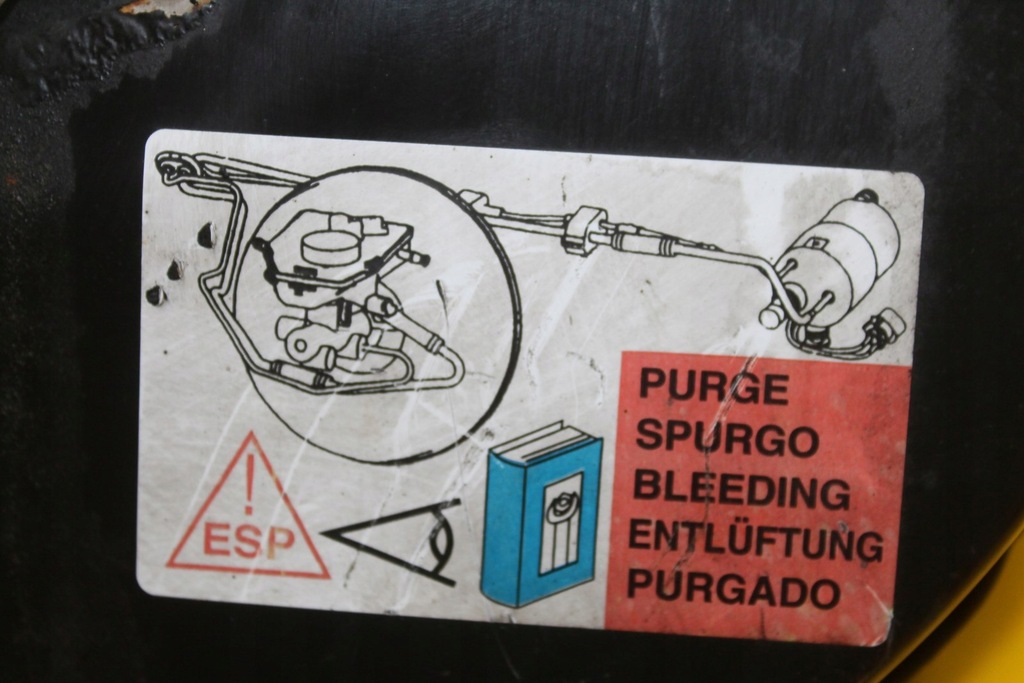 !
ESP
PURGE
SPURGO
BLEEDING
ENTLÜFTUNG
PURGADO